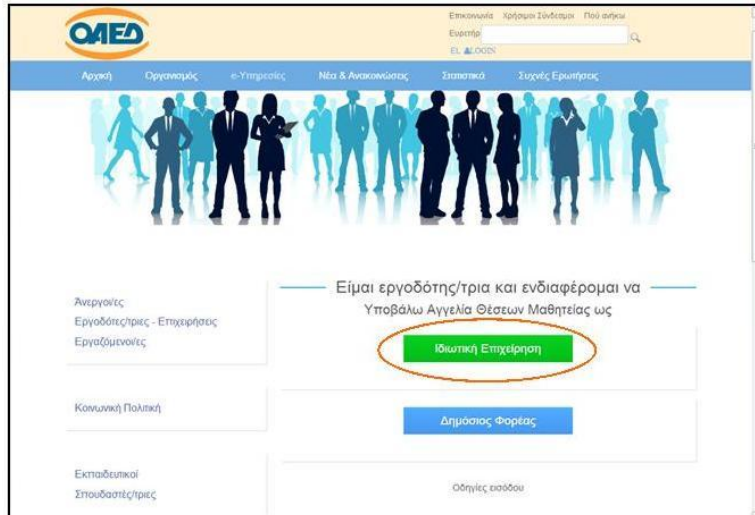 ΟΑΕD
Επικοινωνία Χρήσιμοι Σύνδεσμοι Πού ανήκω
Ευρετήρ
EL LOGIN
Αρχική Οργανισμός e-Υπηρεσίες Νέα & Ανακοινώσεις Στατιστικά Συχνές Ερωτήσεις
Είμαι εργοδότης/τρια και ενδιαφέρομαι να
Υποβάλω Αγγελία Θέσεων Μαθητείας ως
Ιδιωτική Επιχείρηση
Δημόσιος Φορέας
Οδηγίες εισόδου
Άνεργοι/ες
Εργοδότες/τριες - Επιχειρήσεις
Εργαζόμενοι/ες
Κοινωνική Πολιτική
Εκπαιδευτικοί
Σπουδαστές/τριες